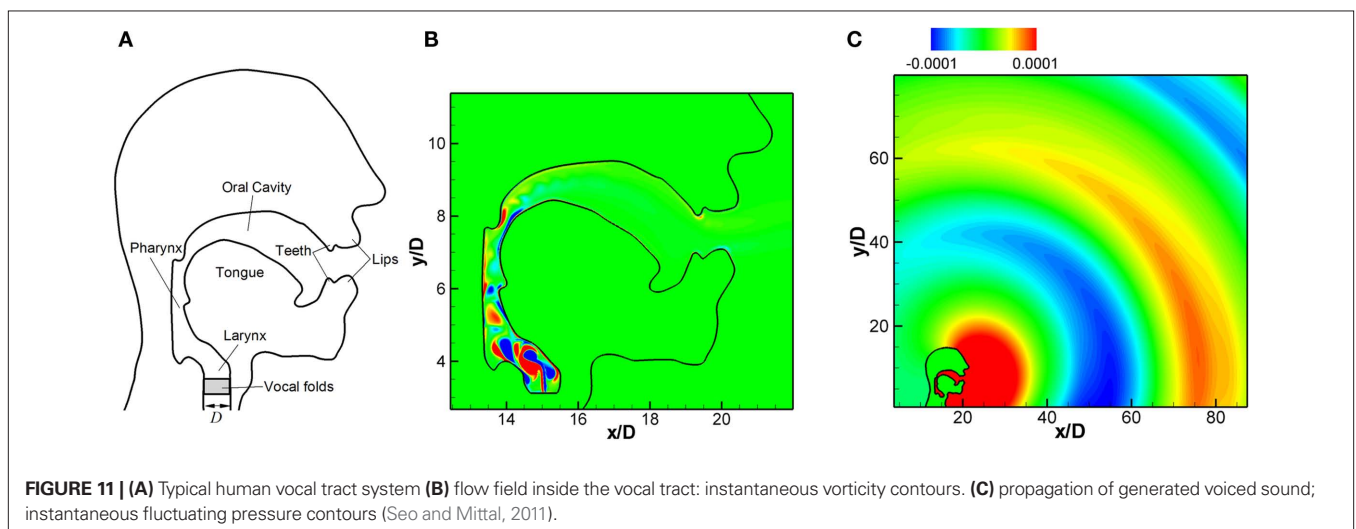 A
Oral Cavity
Pharynx
Teeth
Lips
Tongue
Larynx
Vocal folds
D
B
y/D
10
8
6
4
14 16 18 20
x/D
C
-0.0001 0.0001
y/D
60
40
20
20 40 60 80
x/D
FIGURE 11 | (A) Typical human vocal tract system (B) flow field inside the vocal tract: instantaneous vorticity contours. (C) propagation of generated voiced sound;
instantaneous fluctuating pressure contours (Seo and Mittal, 2011).